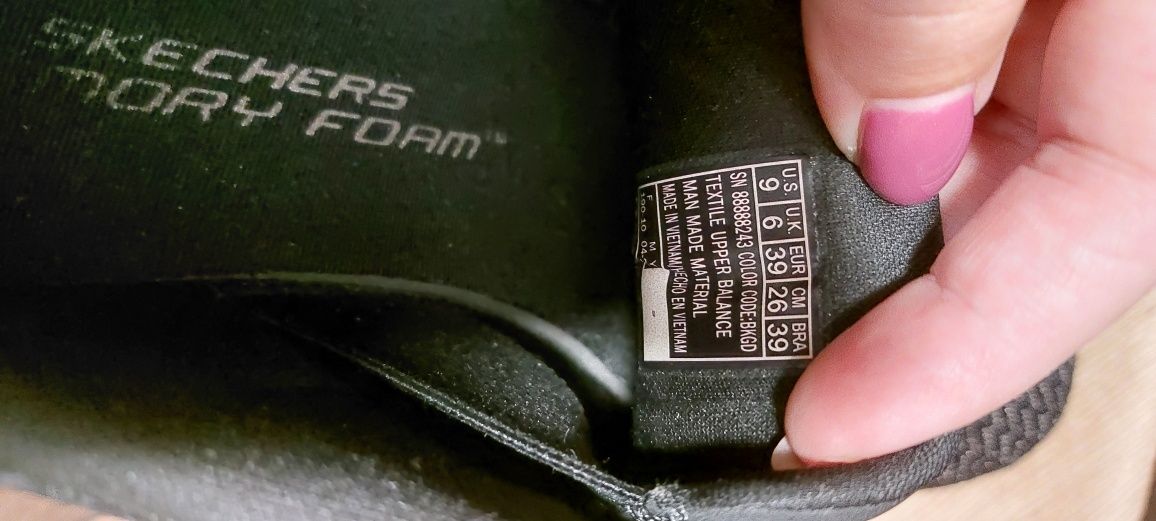 SKECHERS
MORY FOAM™
U.S. U.K. EUR CM BRA
9 6 39 26 39
SN 88888243 COLOR CODE:BKGD
TEXTILE UPPER BALANCE
MAN MADE MATERIAL
MADE IN VIETNAM/HECHO EN VIETNAM
F M Y